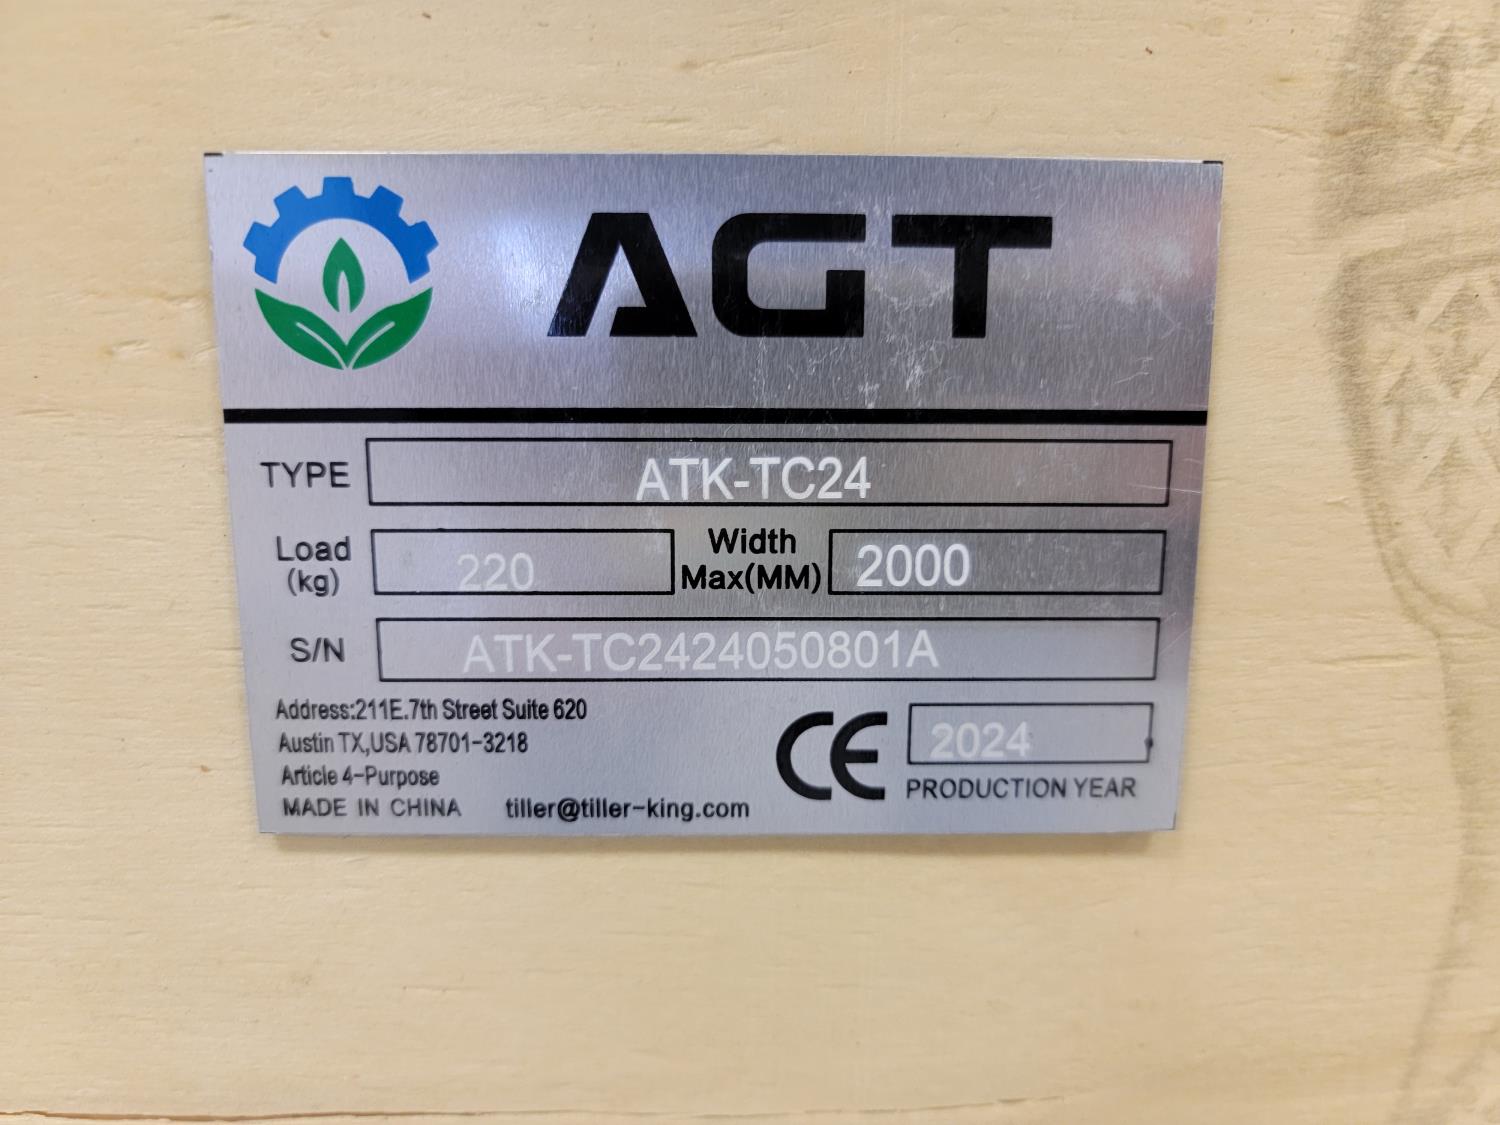 AGT
TYPE ATK-TC24
Load (kg) 220 Width Max(MM) 2000
S/N ATK-TC2424050801A
Address:211E.7th Street Suite 620
Austin TX,USA 78701-3218
Article 4-Purpose
MADE IN CHINA tiller@tiller-king.com
CE 2024
PRODUCTION YEAR